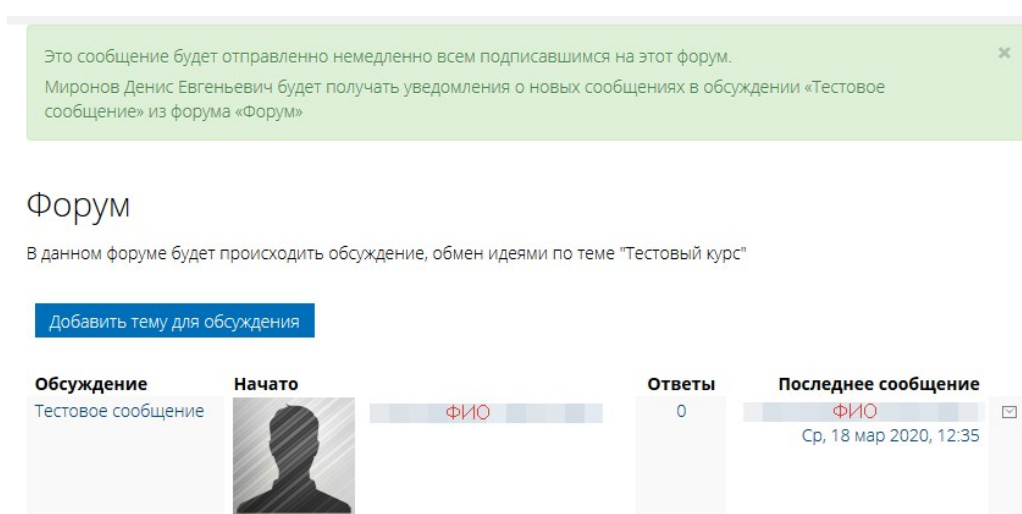 Это сообщение будет отправленно немедленно всем подписавшимся на этот форум.
Миронов Денис Евгеньевич будет получать уведомления о новых сообщениях в обсуждении «Тестовое
сообщение» из форума «Форум»
Форум
В данном форуме будет происходить обсуждение, обмен идеями по теме "Тестовый курс"
Добавить тему для обсуждения
Обсуждение Начато Ответы Последнее сообщение
Тестовое сообщение ФИО 0 ФИО
Ср, 18 мар 2020, 12:35